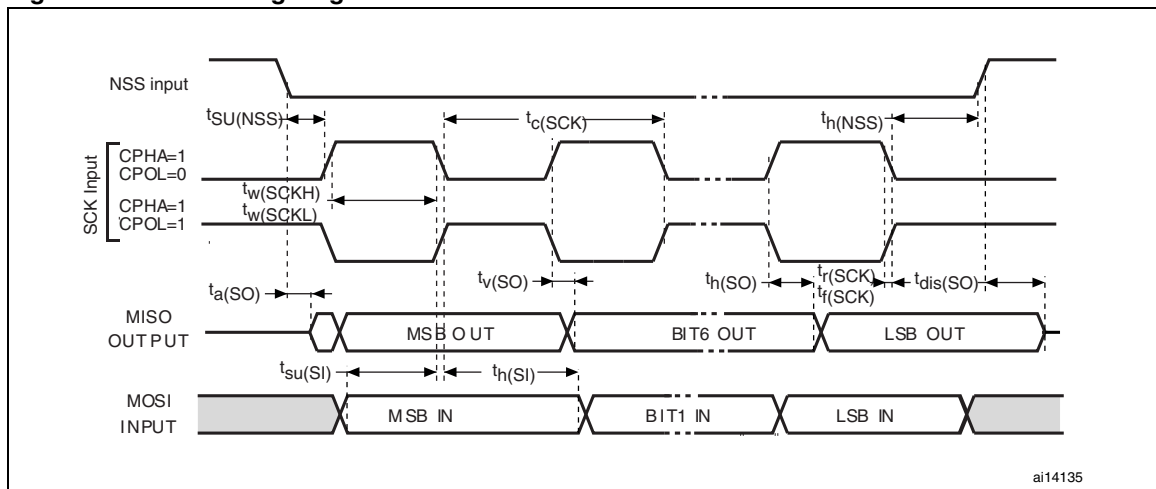 NSS input
tSU(NSS)
tc(SCK)
th(NSS)
SCK Input
CPHA=1
CPOL=0
tw(SCKH)
tw(SCKL)
CPHA=1
CPOL=1
ta(SO)
tv(SO)
th(SO)
tr(SCK)
tf(SCK)
tdis(SO)
MISO
OUTPUT
MSB OUT
BIT6 OUT
LSB OUT
tsu(SI)
th(SI)
MOSI
INPUT
MSB IN
BIT1 IN
LSB IN
ai14135